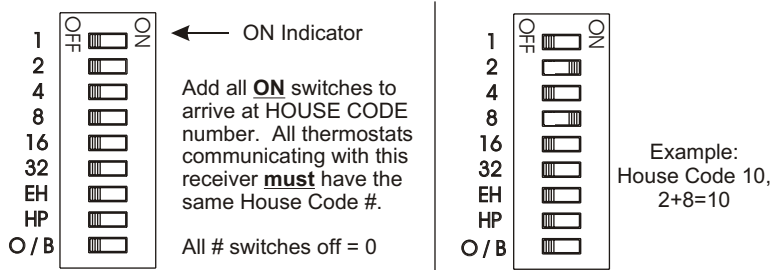 OFF
ON
1
2
4
8
16
32
EH
HP
O / B
ON Indicator
Add all ON switches to
arrive at HOUSE CODE
number. All thermostats
communicating with this
receiver must have the
same House Code #.
All # switches off = 0
OFF
ON
1
2
4
8
16
32
EH
HP
O / B
Example:
House Code 10,
2+8=10